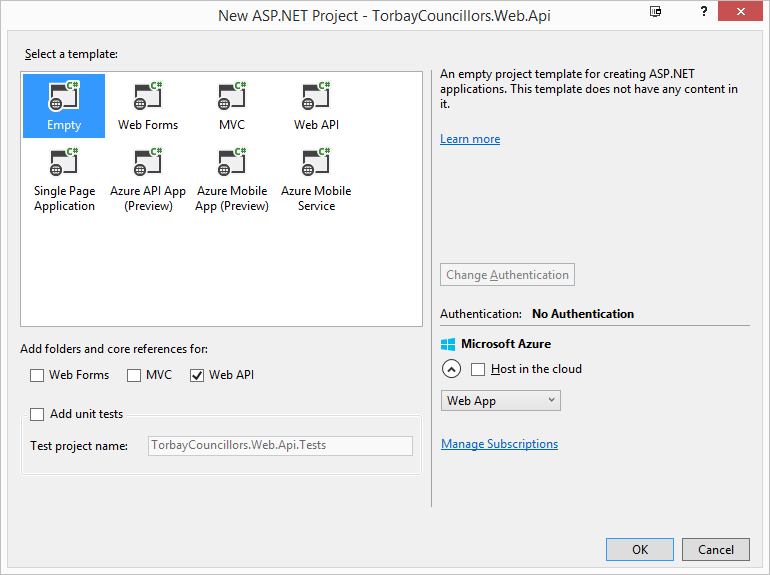 New ASP.NET Project - TorbayCouncillors.Web.Api
?
Select a template:
C#
C#
C#
C#
Empty
Web Forms
MVC
Web API
C#
C#
C#
C#
Single Page
Application
Azure API App
(Preview)
Azure Mobile
App (Preview)
Azure Mobile
Service
An empty project template for creating ASP.NET
applications. This template does not have any content in
it.
Learn more
Change Authentication
Authentication: No Authentication
Microsoft Azure
Host in the cloud
Web App
Manage Subscriptions
Add folders and core references for:
Web Forms
MVC
Web API
Add unit tests
Test project name:
TorbayCouncillors.Web.Api.Tests
OK
Cancel